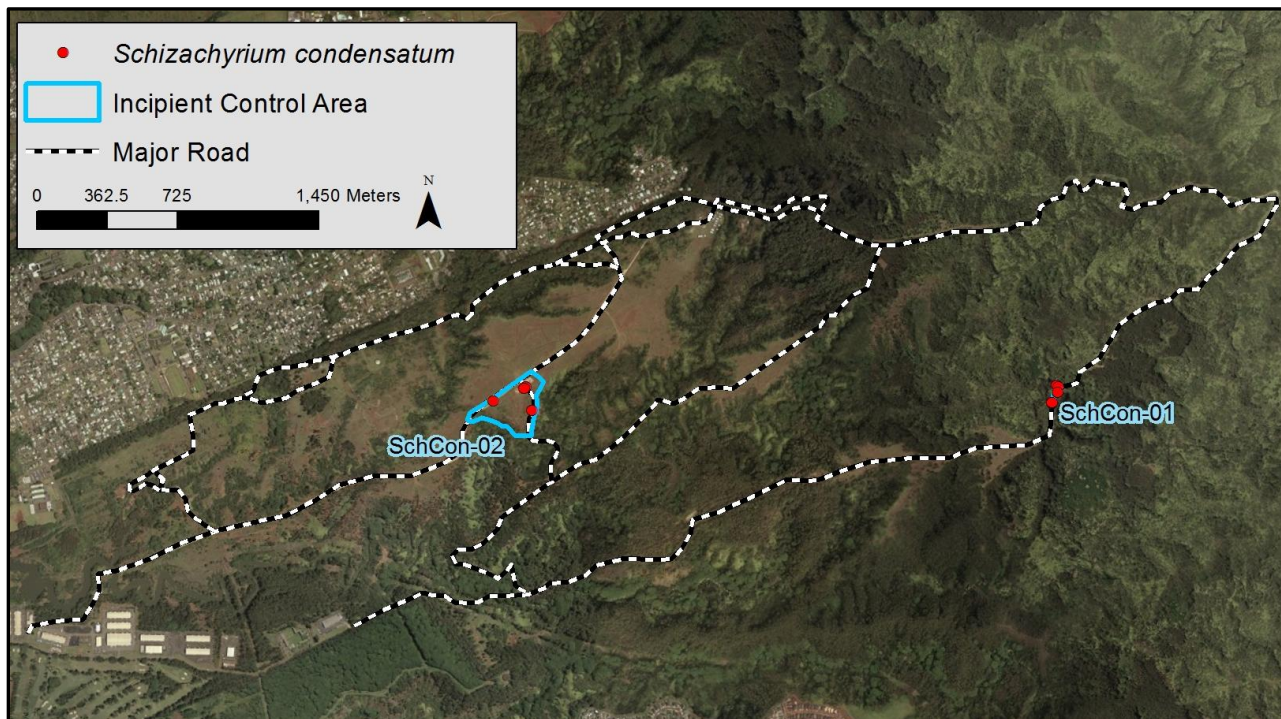 Schizachyrium condensatum
Incipient Control Area
Major Road
0 362.5 725 1,450 Meters
N
SchCon-02
SchCon-01